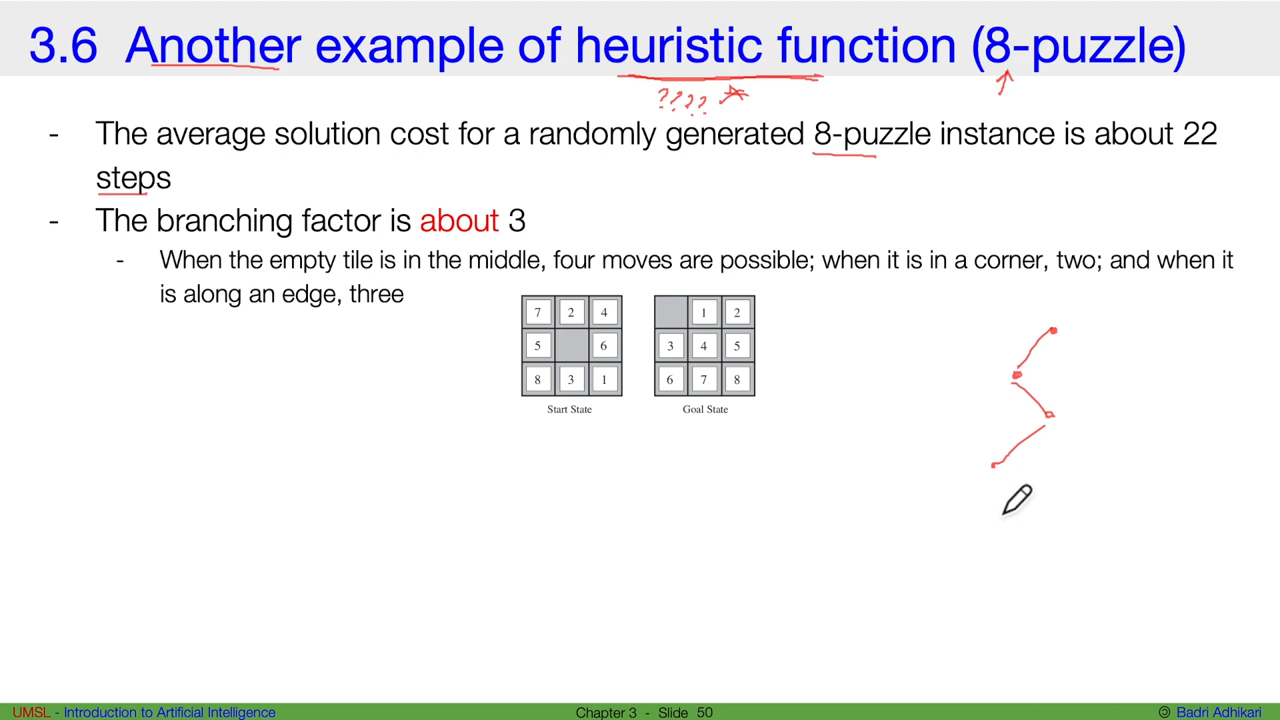 3.6 Another example of heuristic function (8-puzzle)
???? *
- The average solution cost for a randomly generated 8-puzzle instance is about 22
steps
- The branching factor is about 3
- When the empty tile is in the middle, four moves are possible; when it is in a corner, two; and when it
is along an edge, three
7 2 4
5 6
8 3 1
Start State
1 2
3 4 5
6 7 8
Goal State
UMSL - Introduction to Artificial Intelligence
Chapter 3 - Slide 50
Badri Adhikari